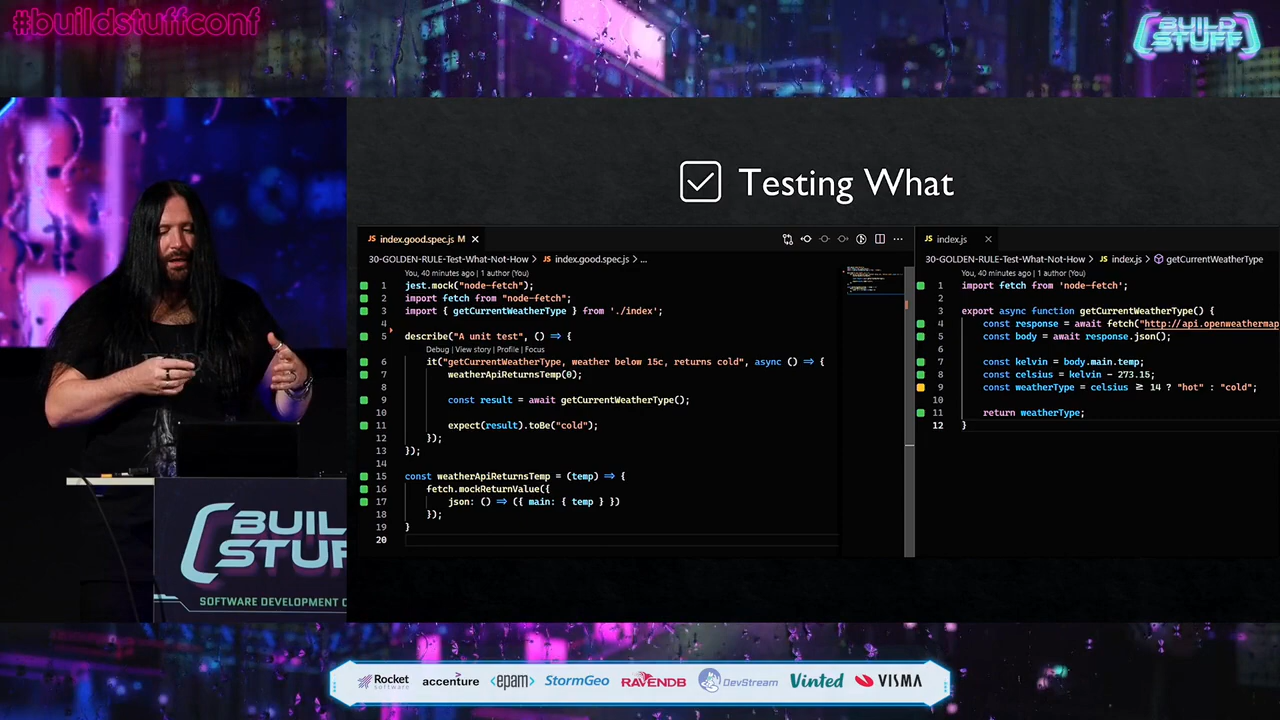 #buildstuffconf
BUILD
STUFF
Testing What
JS index.good.spec.js M
30-GOLDEN-RULE-Test-What-Not-How > JS index.good.spec.js > ...
You, 40 minutes ago | 1 author (You)
1 jest.mock("node-fetch");
2 import fetch from "node-fetch";
3 import { getCurrentWeatherType } from './index';
4
5 describe("A unit test", () => {
Debug | View story | Profile | Focus
6 it("getCurrentWeatherType, weather below 15c, returns cold", async () => {
7 weatherApiReturnsTemp(0);
8
9 const result = await getCurrentWeatherType();
10
11 expect(result).toBe("cold");
12 });
13 });
14
15 const weatherApiReturnsTemp = (temp) => {
16 fetch.mockReturnValue({
17 json: () => ({ main: { temp } })
18 });
19 }
20
JS index.js
30-GOLDEN-RULE-Test-What-Not-How > JS index.js > getCurrentWeatherType
You, 40 minutes ago | 1 author (You)
1 import fetch from 'node-fetch';
2
3 export async function getCurrentWeatherType() {
4 const response = await fetch("http://api.openweathermap
5 const body = await response.json();
6
7 const kelvin = body.main.temp;
8 const celsius = kelvin - 273.15;
9 const weatherType = celsius ≥ 14 ? "hot" : "cold";
10
11 return weatherType;
12 }
BUIL
STUF
SOFTWARE DEVELOPMENT C
Rocket
software
accenture
<epam>
StormGeo
RAVENDB
DevStream
Vinted
VISMA